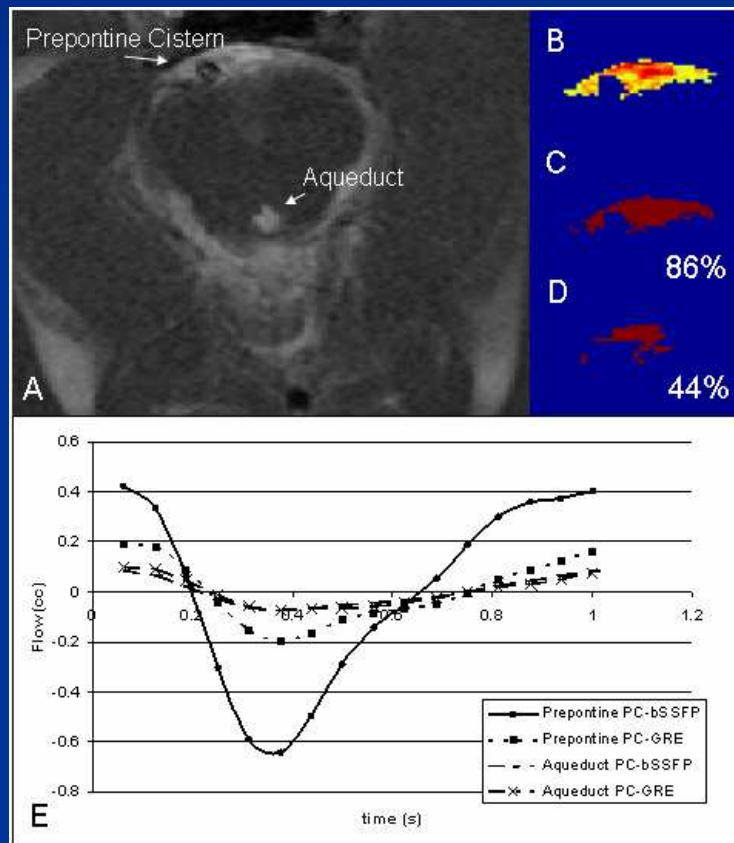 Prepontine Cistern
Aqueduct
A
B
C
86%
D
44%
0.6
0.4
0.2
0
-0.2
-0.4
-0.6
-0.8
0
0.2
0.4
0.6
0.8
1
1.2
Flow (cc)
time (s)
Prepontine PC-bSSFP
Prepontine PC-GRE
Aqueduct PC-bSSFP
Aqueduct PC-GRE
E